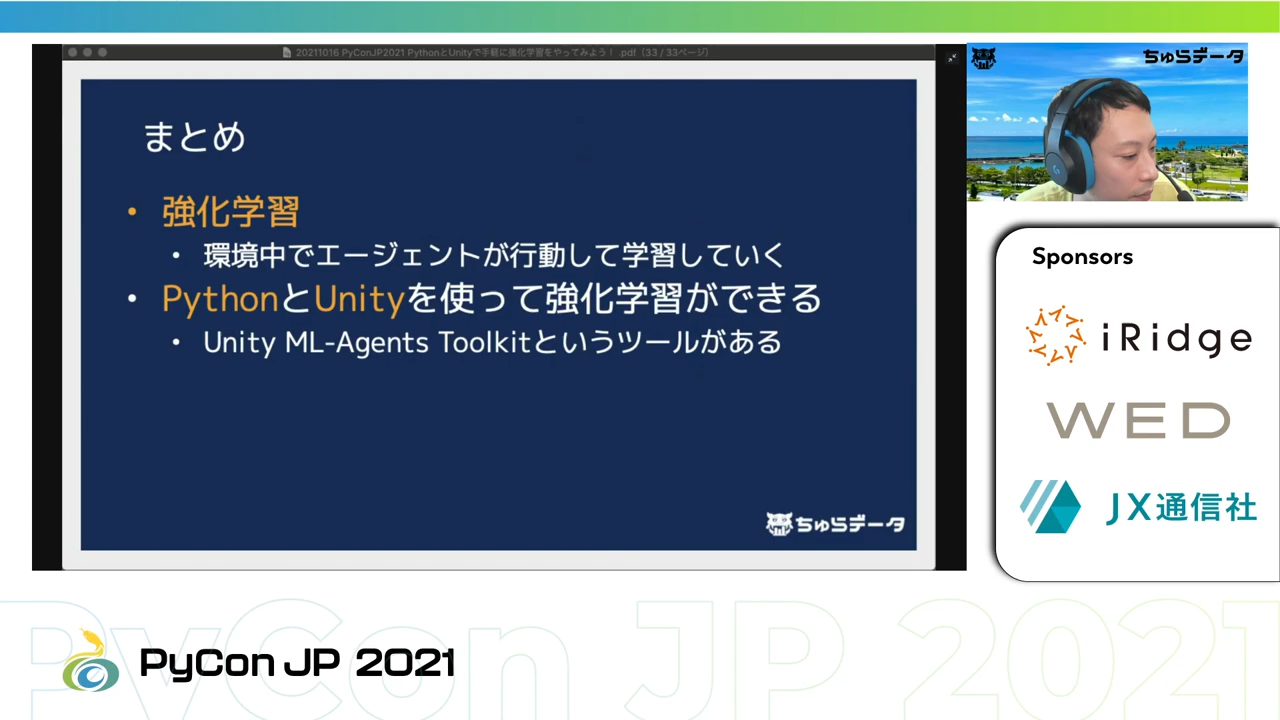 20211016 PyConJP2021 PythonとUnityで手軽に強化学習をやってみよう！.pdf（33 / 33ページ）
まとめ
• 強化学習
• 環境中でエージェントが行動して学習していく
• PythonとUnityを使って強化学習ができる
• Unity ML-Agents Toolkitというツールがある
ちゅらデータ
ちゅらデータ
Sponsors
iRidge
WED
JX通信社
PyCon JP 2021
PyCon JP 2021